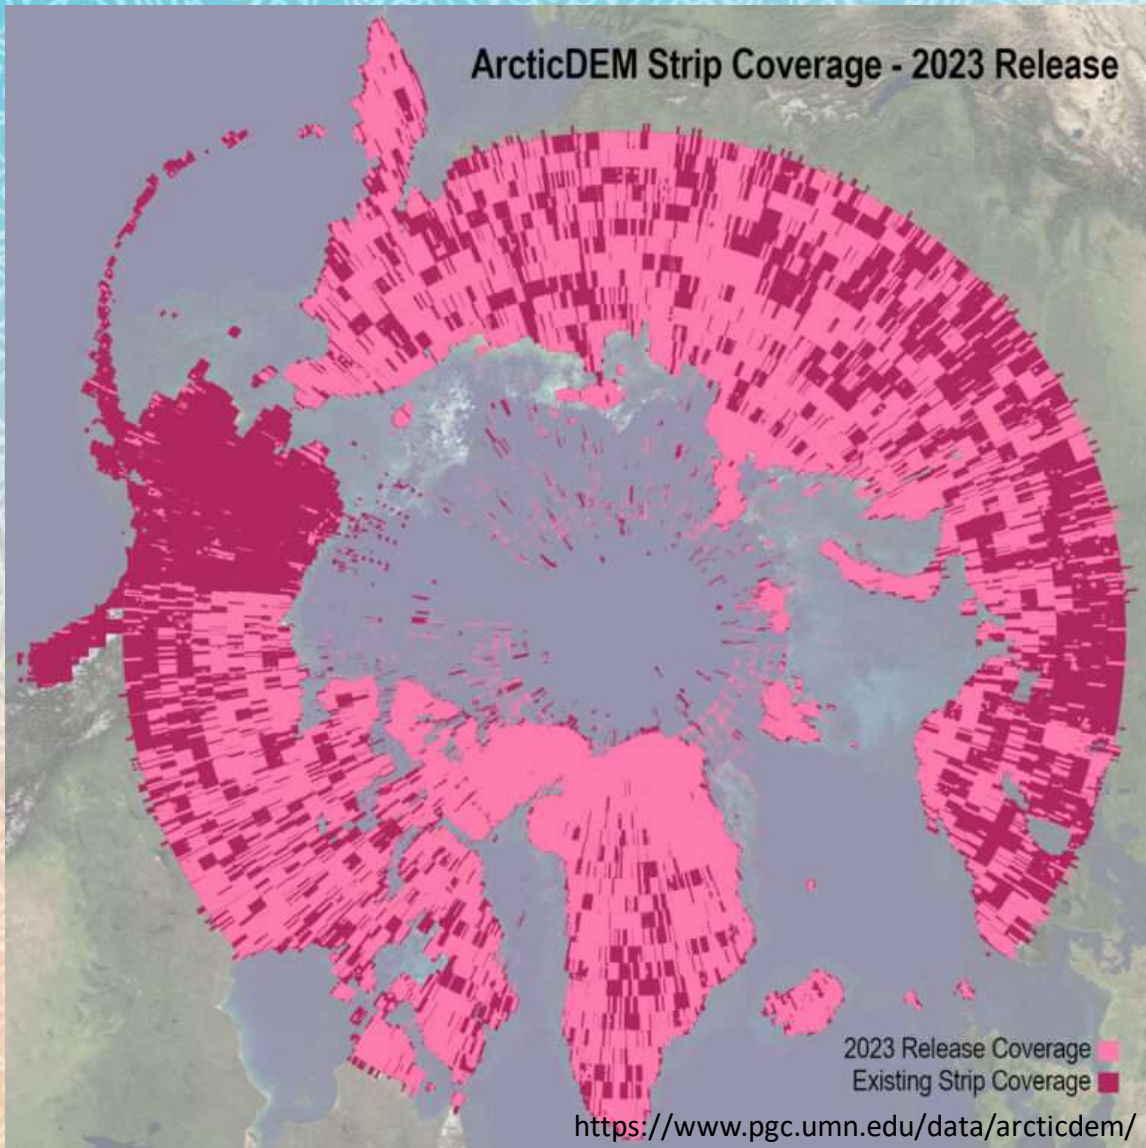 ArcticDEM Strip Coverage - 2023 Release
2023 Release Coverage
Existing Strip Coverage
https://www.pgc.umn.edu/data/arcticdem/